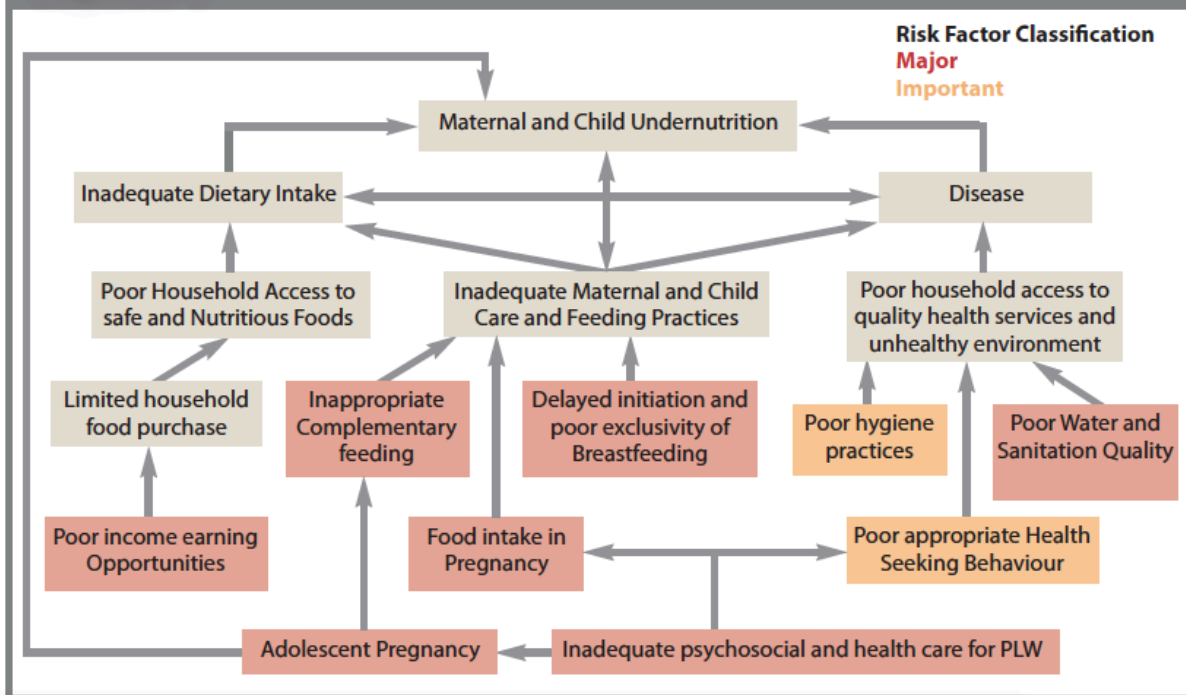 Risk Factor Classification
Major
Important
Maternal and Child Undernutrition
Inadequate Dietary Intake
Disease
Poor Household Access to
safe and Nutritious Foods
Inadequate Maternal and Child
Care and Feeding Practices
Poor household access to
quality health services and
unhealthy environment
Limited household
food purchase
Inappropriate
Complementary
feeding
Delayed initiation and
poor exclusivity of
Breastfeeding
Poor hygiene
practices
Poor Water and
Sanitation Quality
Poor income earning
Opportunities
Food intake in
Pregnancy
Poor appropriate Health
Seeking Behaviour
Adolescent Pregnancy
Inadequate psychosocial and health care for PLW